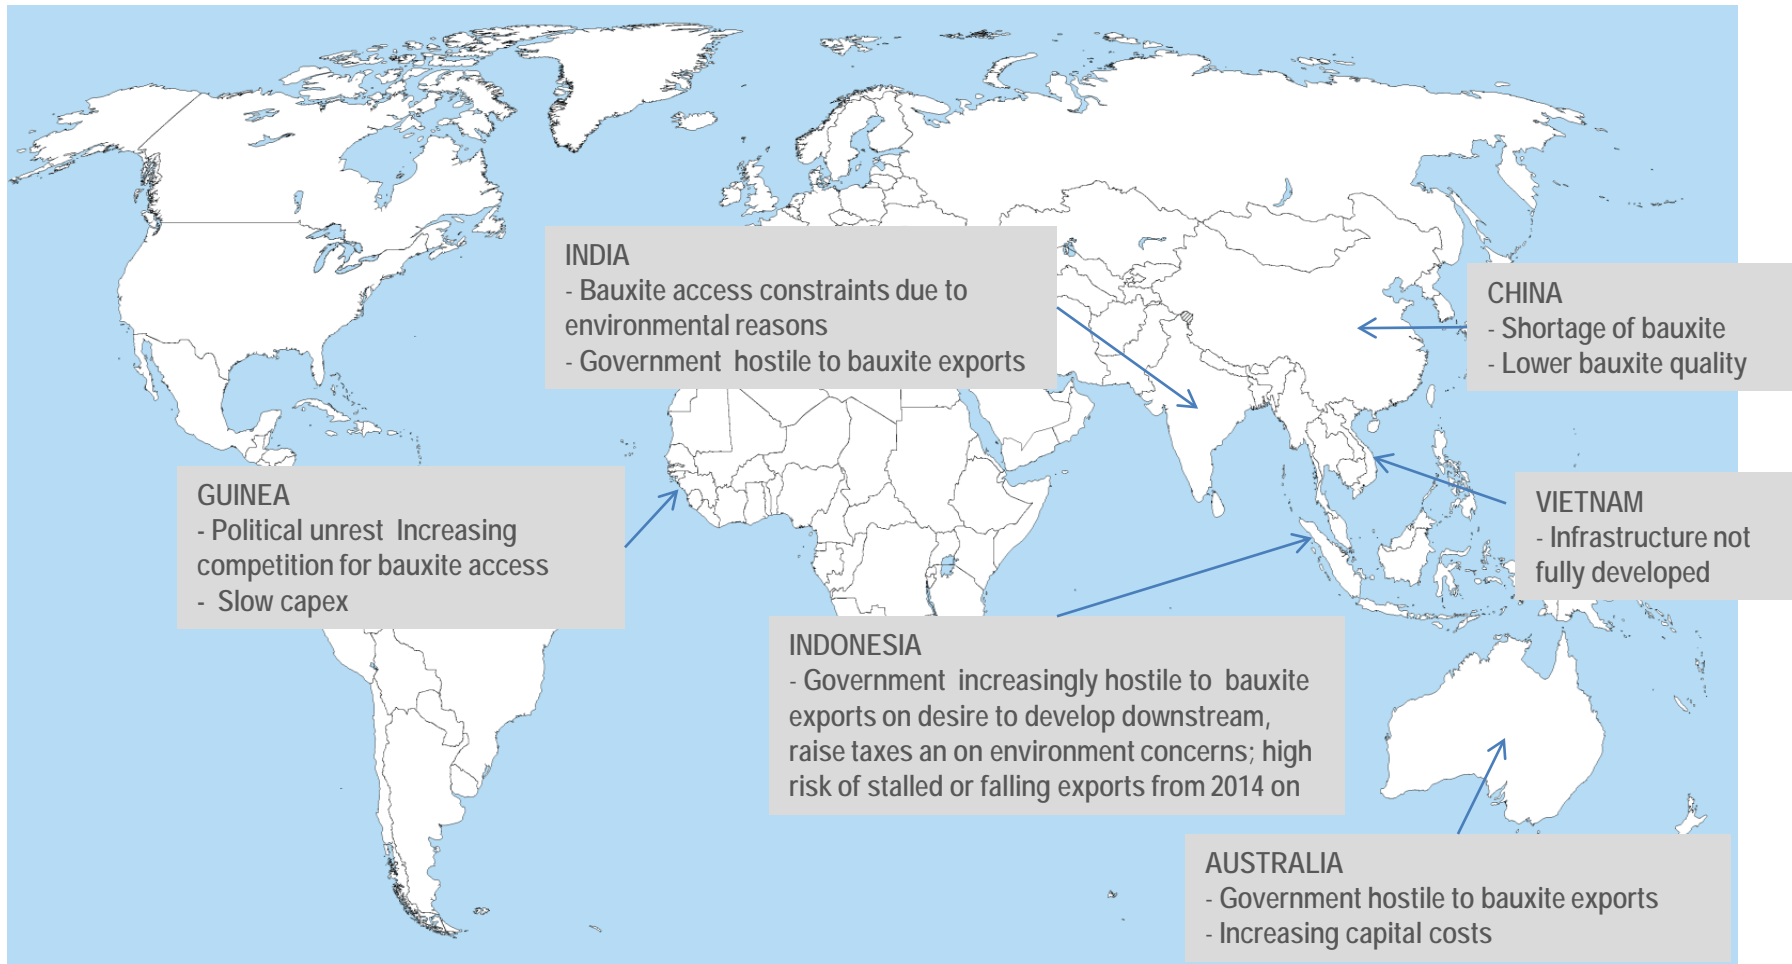 INDIA
- Bauxite access constraints due to
environmental reasons
- Government hostile to bauxite exports
CHINA
- Shortage of bauxite
- Lower bauxite quality
GUINEA
- Political unrest Increasing
competition for bauxite access
- Slow capex
VIETNAM
- Infrastructure not
fully developed
INDONESIA
- Government increasingly hostile to bauxite
exports on desire to develop downstream,
raise taxes an on environment concerns; high
risk of stalled or falling exports from 2014 on
AUSTRALIA
- Government hostile to bauxite exports
- Increasing capital costs